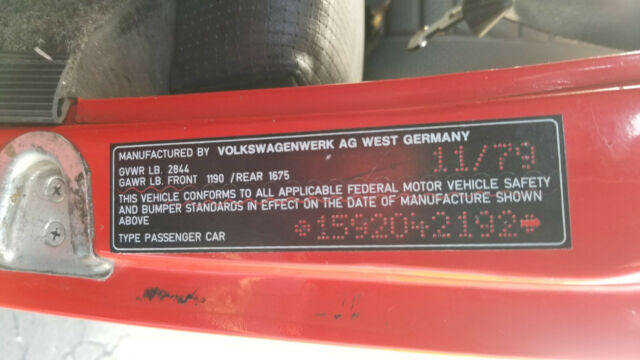 MANUFACTURED BY VOLKSWAGENWERK AG WEST GERMANY
11/79
GVWR LB. 2844
GAWR LB. FRONT 1190 /REAR 1675
THIS VEHICLE CONFORMS TO ALL APPLICABLE FEDERAL MOTOR VEHICLE SAFETY
AND BUMPER STANDARDS IN EFFECT ON THE DATE OF MANUFACTURE SHOWN
ABOVE
TYPE PASSENGER CAR *1592042192*